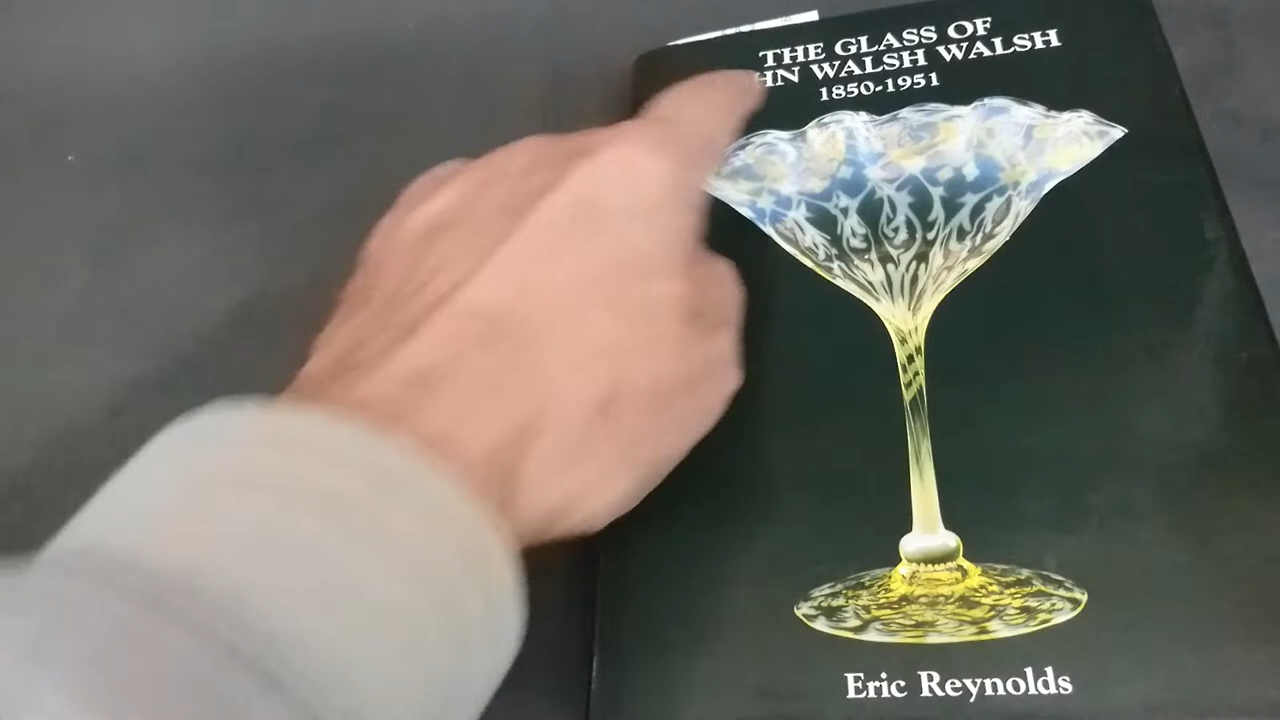 THE GLASS OF
HN WALSH WALSH
1850-1951
Eric Reynolds